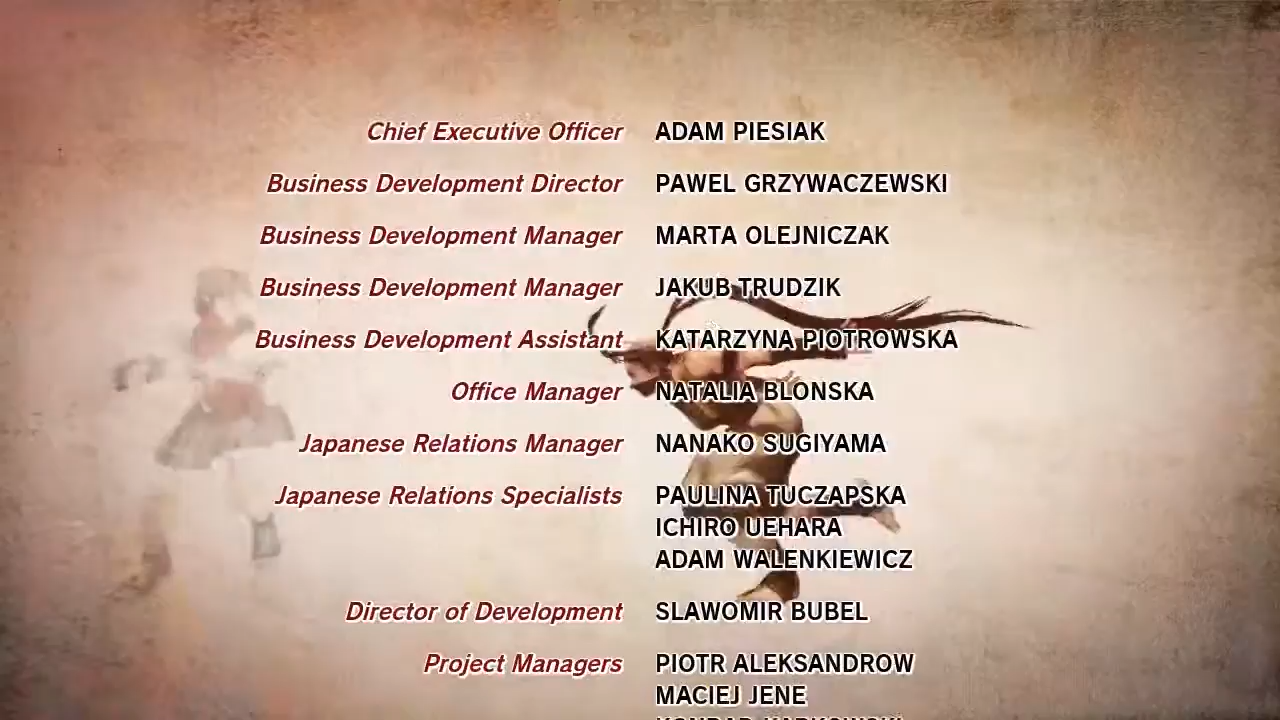 Chief Executive Officer ADAM PIESIAK
Business Development Director PAWEL GRZYWACZEWSKI
Business Development Manager MARTA OLEJNICZAK
Business Development Manager JAKUB TRUDZIK
Business Development Assistant KATARZYNA PIOTROWSKA
Office Manager NATALIA BLONSKA
Japanese Relations Manager NANAKO SUGIYAMA
Japanese Relations Specialists PAULINA TUCZAPSKA
ICHIRO UEHARA
ADAM WALENKIEWICZ
Director of Development SLAWOMIR BUBEL
Project Managers PIOTR ALEKSANDROW
MACIEJ JENE